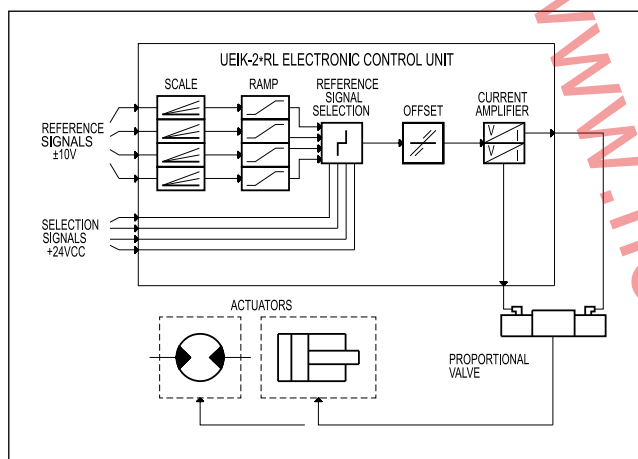 UEIK-2*RL ELECTRONIC CONTROL UNIT
SCALE
RAMP
REFERENCE
SIGNAL
SELECTION
OFFSET
CURRENT
AMPLIFIER
REFERENCE
SIGNALS
±10V
V
I
V
I
SELECTION
SIGNALS
+24VCC
ACTUATORS
PROPORTIONAL
VALVE
www.